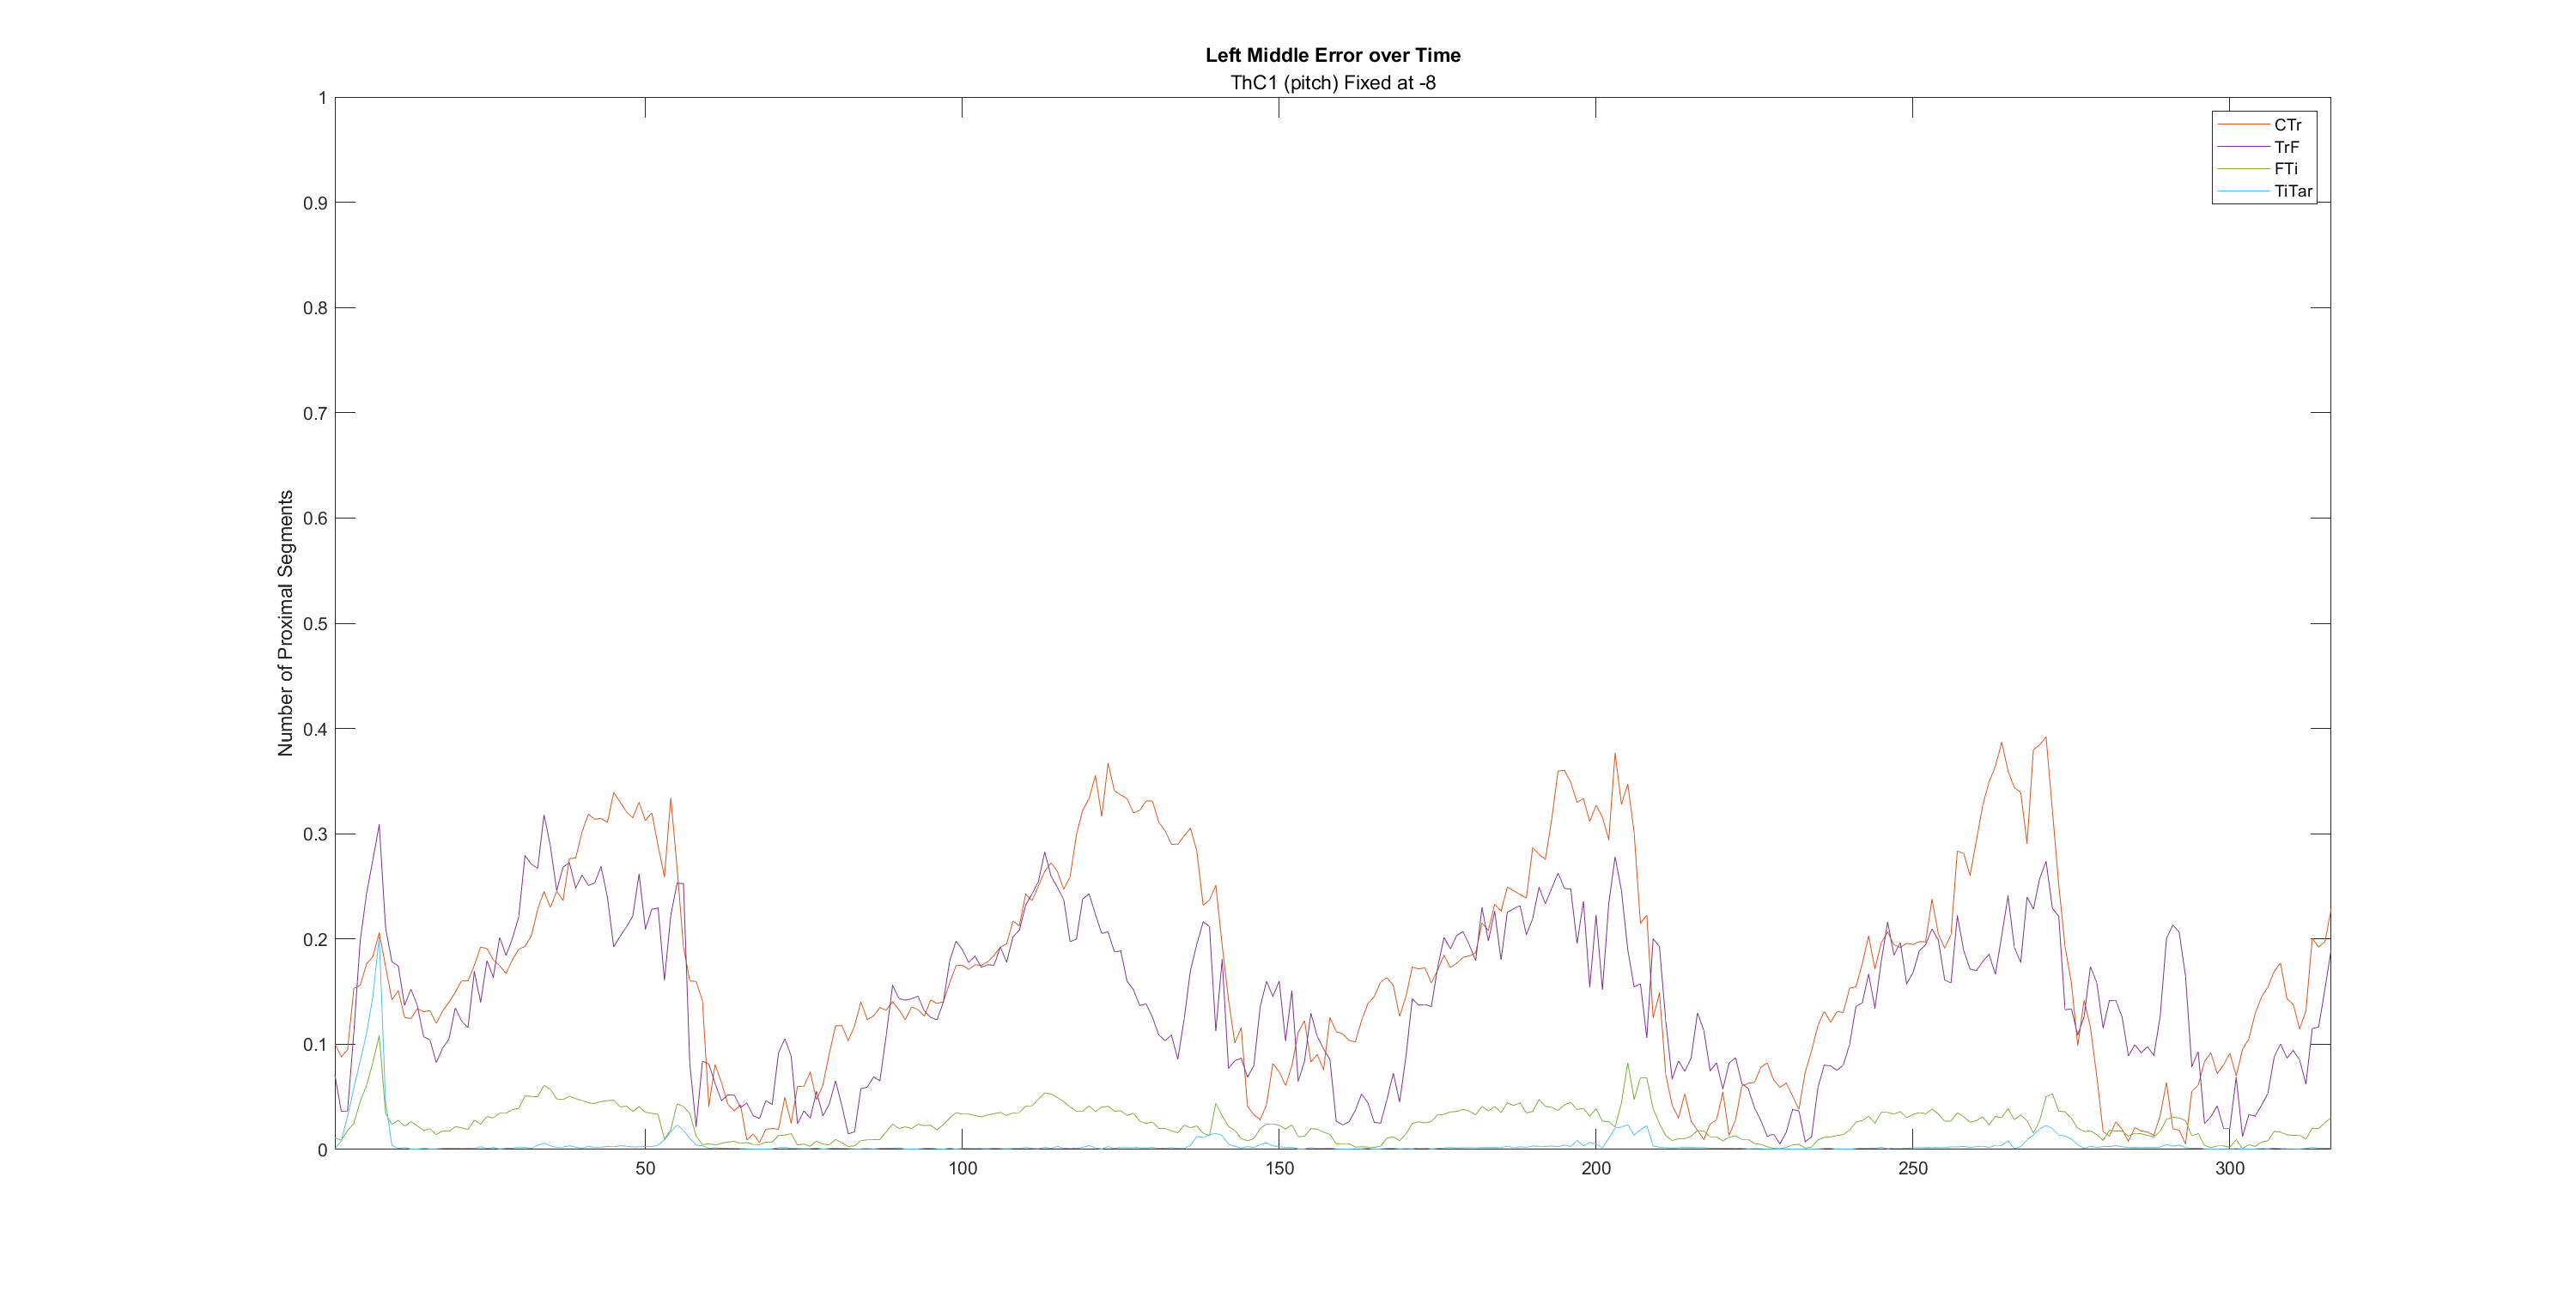 Left Middle Error over Time
ThC1 (pitch) Fixed at -8
1
0.9
0.8
0.7
0.6
0.5
0.4
0.3
0.2
0.1
0
Number of Proximal Segments
CTr
TrF
FTi
TiTar
50 100 150 200 250 300